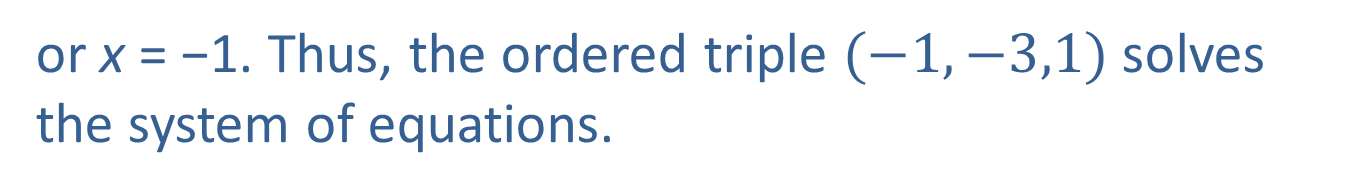 or x = −1. Thus, the ordered triple (−1, −3,1) solves
the system of equations.